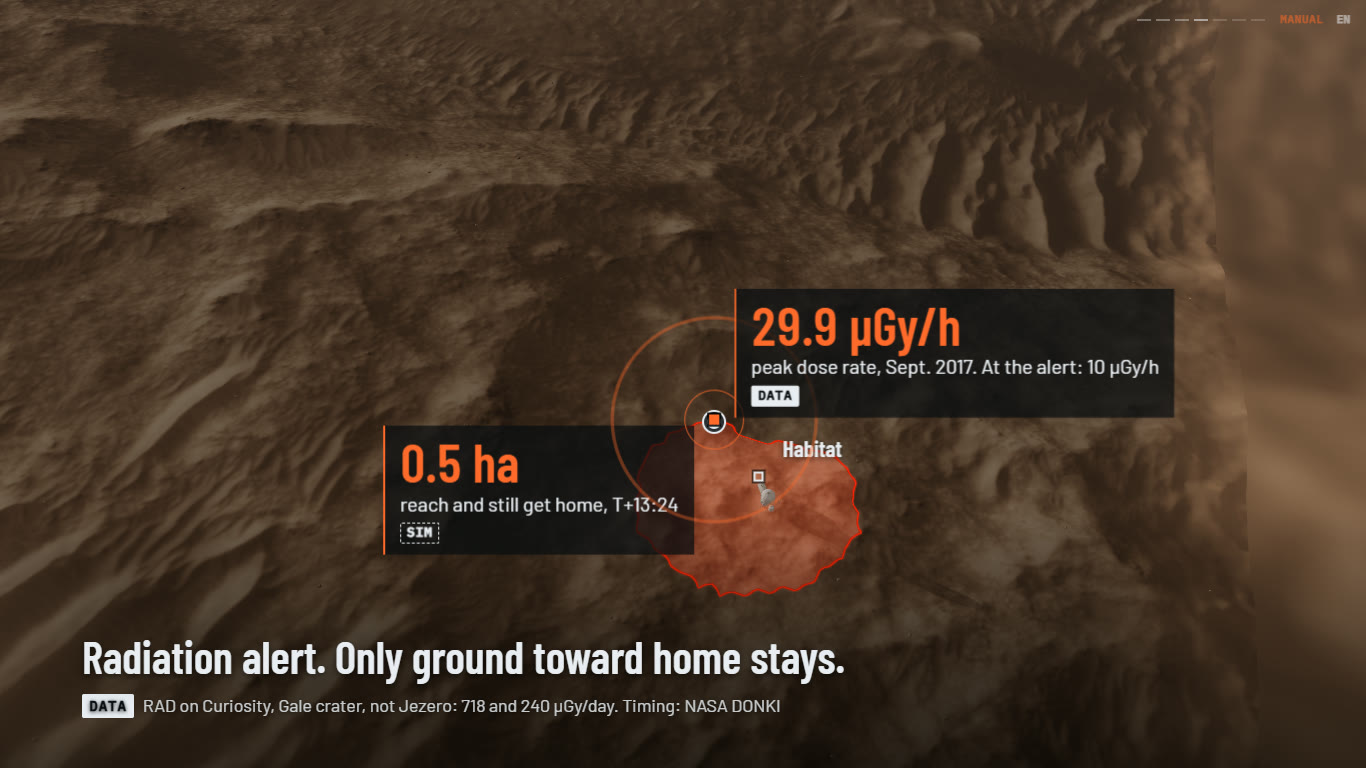 MANUAL EN
29.9 μGy/h
peak dose rate, Sept. 2017. At the alert: 10 μGy/h
DATA
Habitat
0.5 ha
reach and still get home, T+13:24
SIM
Radiation alert. Only ground toward home stays.
DATA RAD on Curiosity, Gale crater, not Jezero: 718 and 240 μGy/day. Timing: NASA DONKI